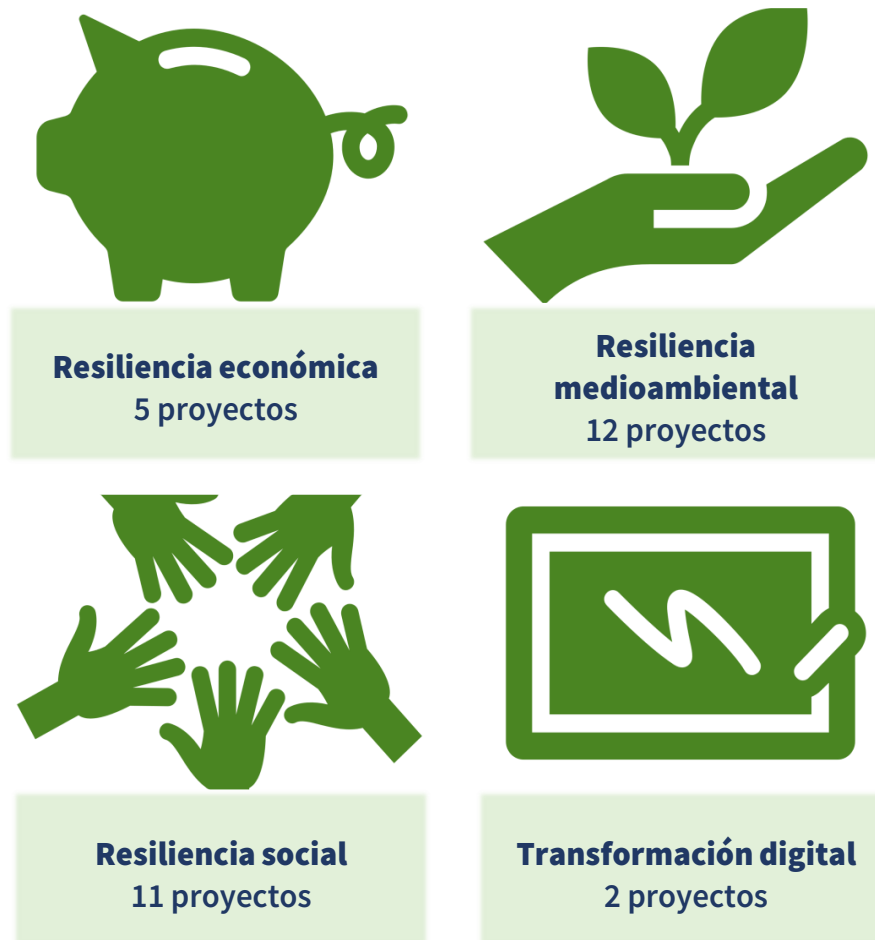 Resiliencia económica
5 proyectos
Resiliencia
medioambiental
12 proyectos
Resiliencia social
11 proyectos
Transformación digital
2 proyectos